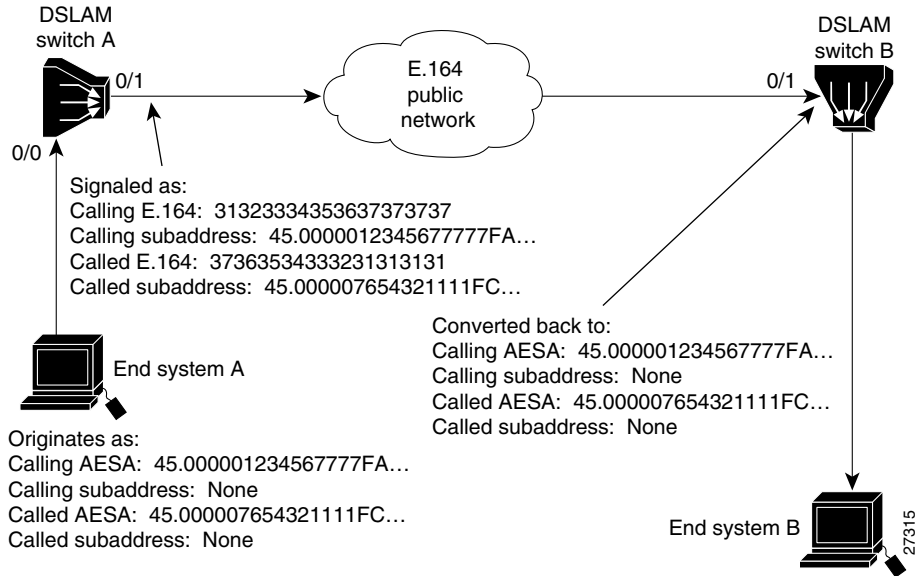 DSLAM
switch A
DSLAM
switch B
0/1
E.164
public
network
0/1
0/0
Signaled as:
Calling E.164: 31323334353637373737
Calling subaddress: 45.0000012345677777FA...
Called E.164: 37363534333231313131
Called subaddress: 45.000007654321111FC...
Converted back to:
Calling AESA: 45.000001234567777FA...
Calling subaddress: None
Called AESA: 45.000007654321111FC...
Called subaddress: None
End system A
Originates as:
Calling AESA: 45.000001234567777FA...
Calling subaddress: None
Called AESA: 45.000007654321111FC...
Called subaddress: None
End system B
27315